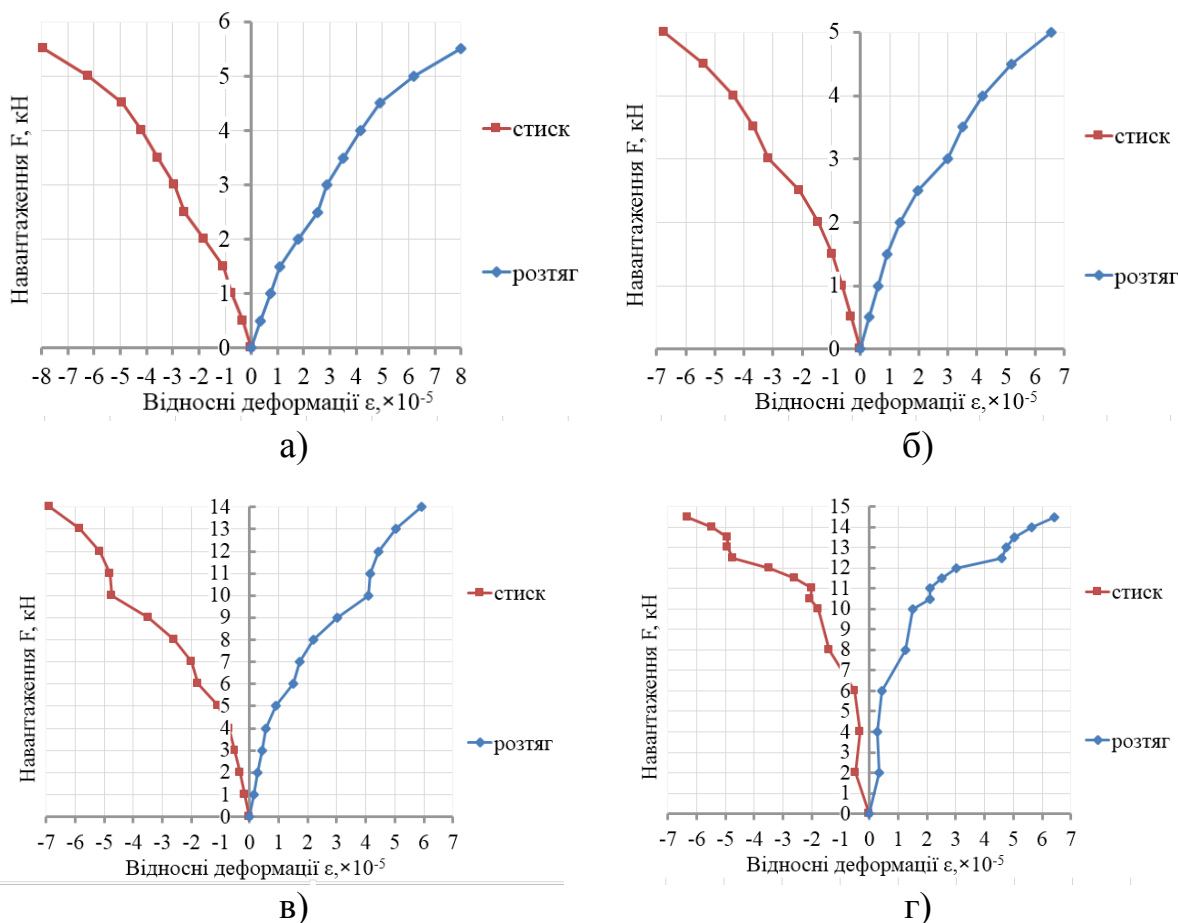 Навантаження F, кН
6
5
4
3
2
1
0
-8 -7 -6 -5 -4 -3 -2 -1 0 1 2 3 4 5 6 7 8
Відносні деформації ε,×10⁻⁵
стиск
розтяг
а)
Навантаження F, кН
5
4
3
2
1
0
-7 -6 -5 -4 -3 -2 -1 0 1 2 3 4 5 6 7
Відносні деформації ε,×10⁻⁵
стиск
розтяг
б)
Навантаження F, кН
14
13
12
11
10
9
8
7
6
5
4
3
2
1
0
-7 -6 -5 -4 -3 -2 -1 0 1 2 3 4 5 6 7
Відносні деформації ε,×10⁻⁵
стиск
розтяг
в)
Навантаження F, кН
15
14
13
12
11
10
9
8
7
6
5
4
3
2
1
0
-7 -6 -5 -4 -3 -2 -1 0 1 2 3 4 5 6 7
Відносні деформації ε,×10⁻⁵
стиск
розтяг
г)